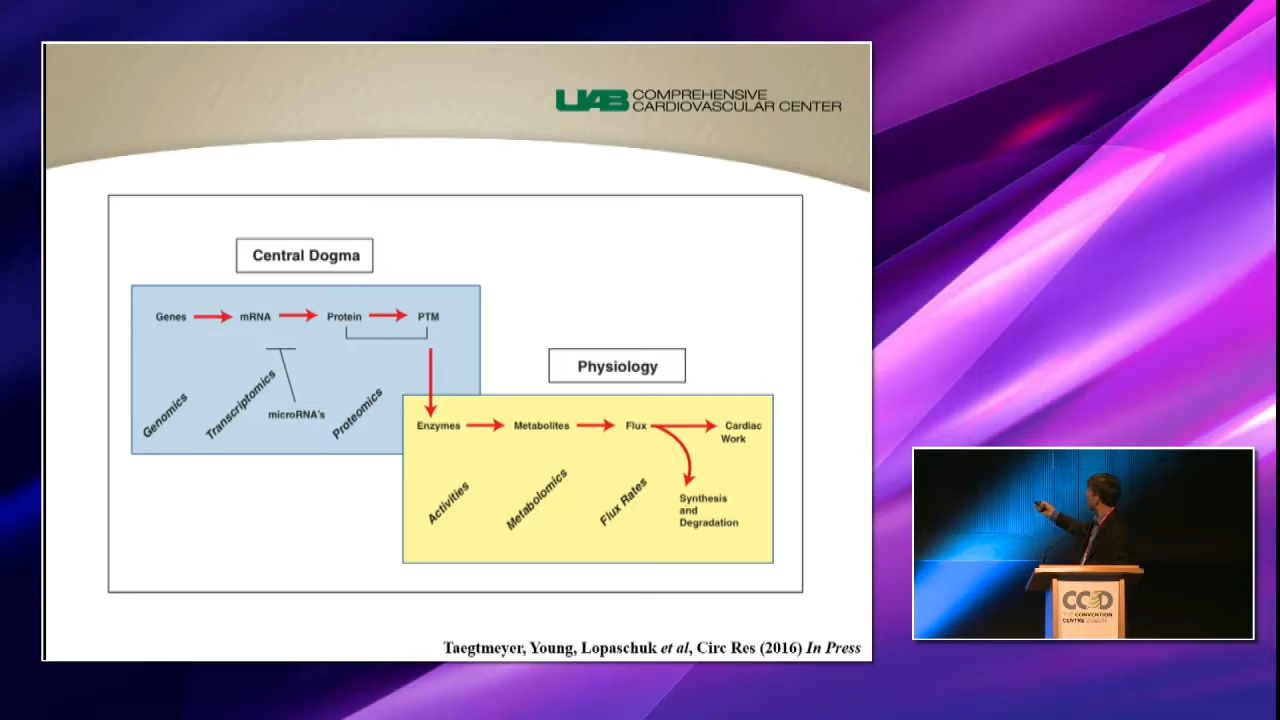 UAB COMPREHENSIVE
CARDIOVASCULAR CENTER
Central Dogma
Genes
mRNA
Protein
PTM
Genomics
Transcriptomics
microRNA's
Proteomics
Physiology
Enzymes
Metabolites
Flux
Cardiac
Work
Activities
Metabolomics
Flux Rates
Synthesis
and
Degradation
Taegtmeyer, Young, Lopaschuk et al, Circ Res (2016) In Press
CCD
THE CONVENTION
CENTRE DUBLIN